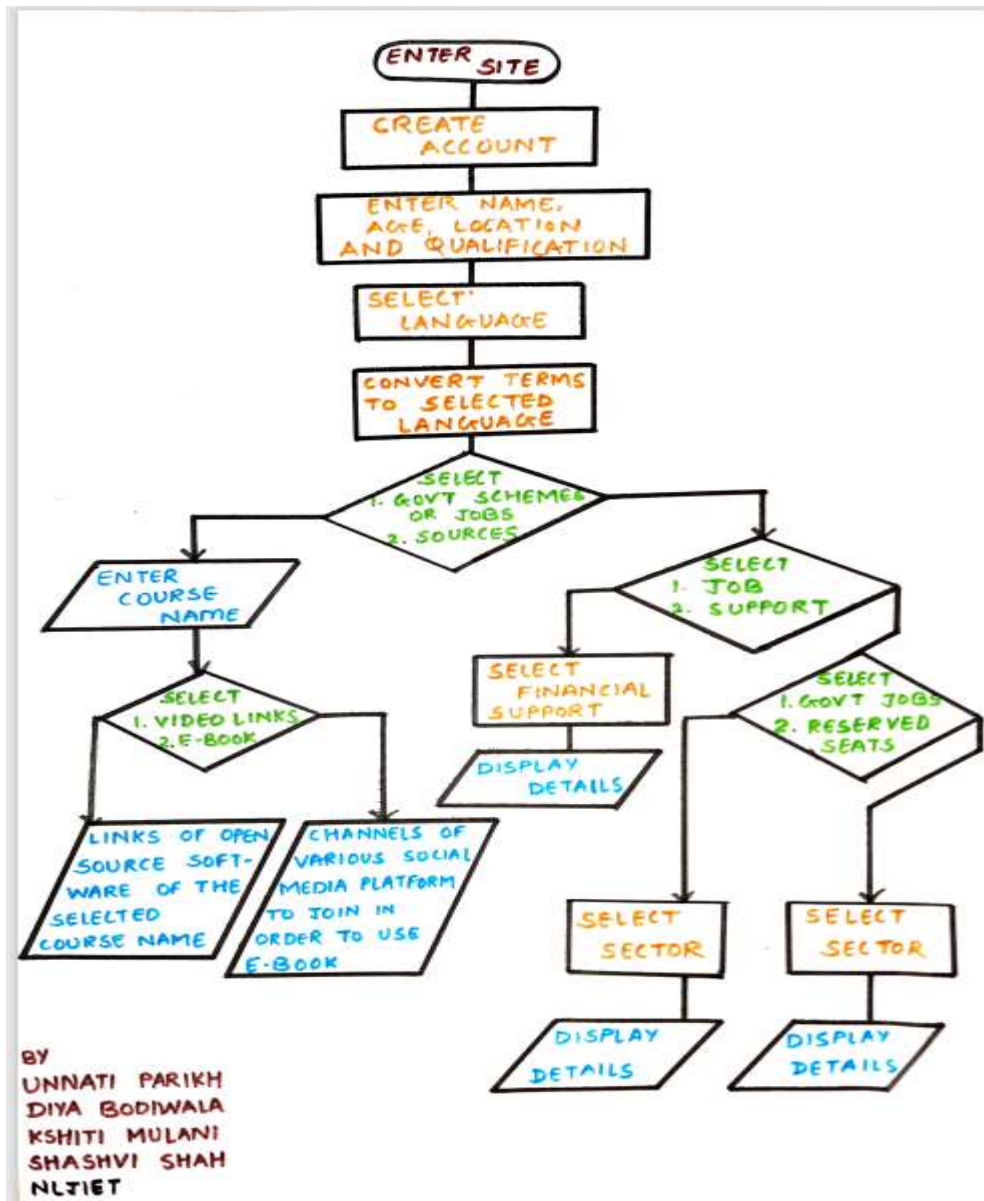 ENTER SITE
CREATE
ACCOUNT
ENTER NAME,
AGE, LOCATION
AND QUALIFICATION
SELECT
LANGUAGE
CONVERT TERMS
TO SELECTED
LANGUAGE
SELECT
1. GOVT SCHEMES
OR JOBS
2. SOURCES
ENTER
COURSE
NAME
SELECT
1. VIDEO LINKS
2. E-BOOK
LINKS OF OPEN
SOURCE SOFT-
WARE OF THE
SELECTED
COURSE NAME
CHANNELS OF
VARIOUS SOCIAL
MEDIA PLATFORM
TO JOIN IN
ORDER TO USE
E-BOOK
SELECT
1. JOB
2. SUPPORT
SELECT
FINANCIAL
SUPPORT
DISPLAY
DETAILS
SELECT
1. GOVT JOBS
2. RESERVED
SEATS
SELECT
SECTOR
DISPLAY
DETAILS
SELECT
SECTOR
DISPLAY
DETAILS
BY
UNNATI PARIKH
DIYA BODIWALA
KSHITI MULANI
SHASHVI SHAH
NLJIET